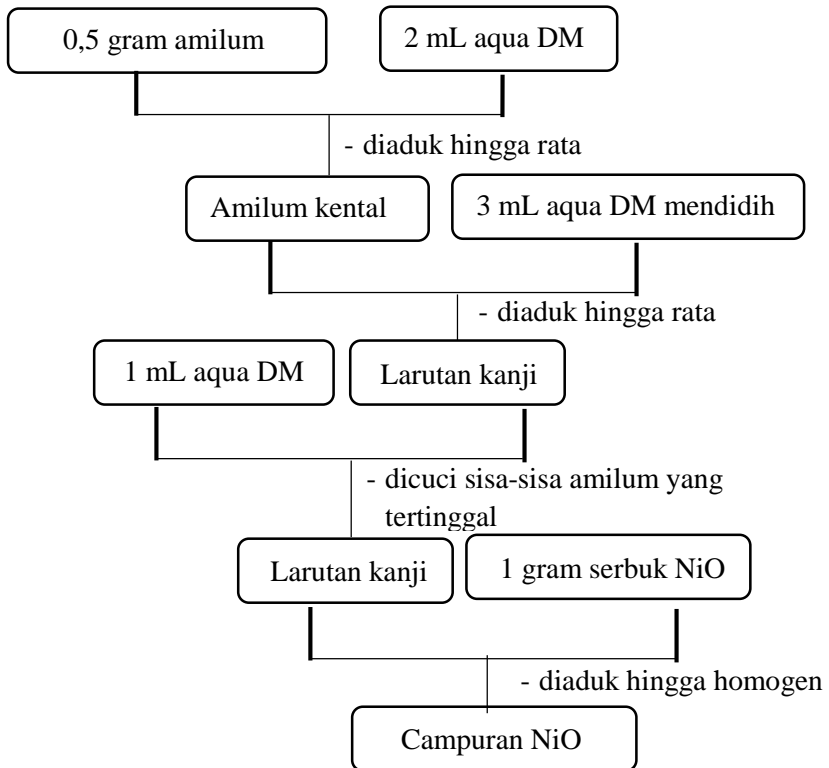 0,5 gram amilum
2 mL aqua DM
- diaduk hingga rata
Amilum kental
3 mL aqua DM mendidih
- diaduk hingga rata
1 mL aqua DM
Larutan kanji
- dicuci sisa-sisa amilum yang
tertinggal
Larutan kanji
1 gram serbuk NiO
- diaduk hingga homogen
Campuran NiO